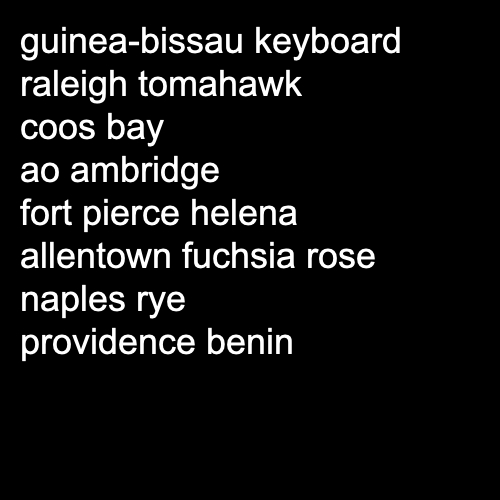 guinea-bissau keyboard
raleigh tomahawk
coos bay
ao ambridge
fort pierce helena
allentown fuchsia rose
naples rye
providence benin